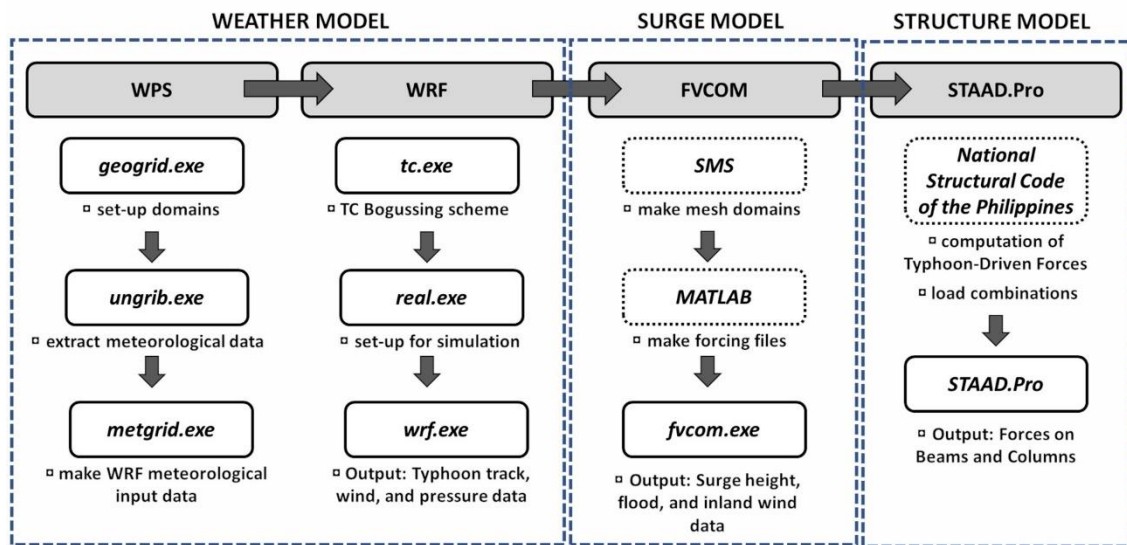 WEATHER MODEL
SURGE MODEL
STRUCTURE MODEL
WPS
WRF
FVCOM
STAAD.Pro
geogrid.exe
▫ set-up domains
ungrib.exe
▫ extract meteorological data
metgrid.exe
▫ make WRF meteorological
input data
tc.exe
▫ TC Bogussing scheme
real.exe
▫ set-up for simulation
wrf.exe
▫ Output: Typhoon track,
wind, and pressure data
SMS
▫ make mesh domains
MATLAB
▫ make forcing files
fvcom.exe
▫ Output: Surge height,
flood, and inland wind
data
National
Structural Code
of the Philippines
▫ computation of
Typhoon-Driven Forces
▫ load combinations
STAAD.Pro
▫ Output: Forces on
Beams and Columns